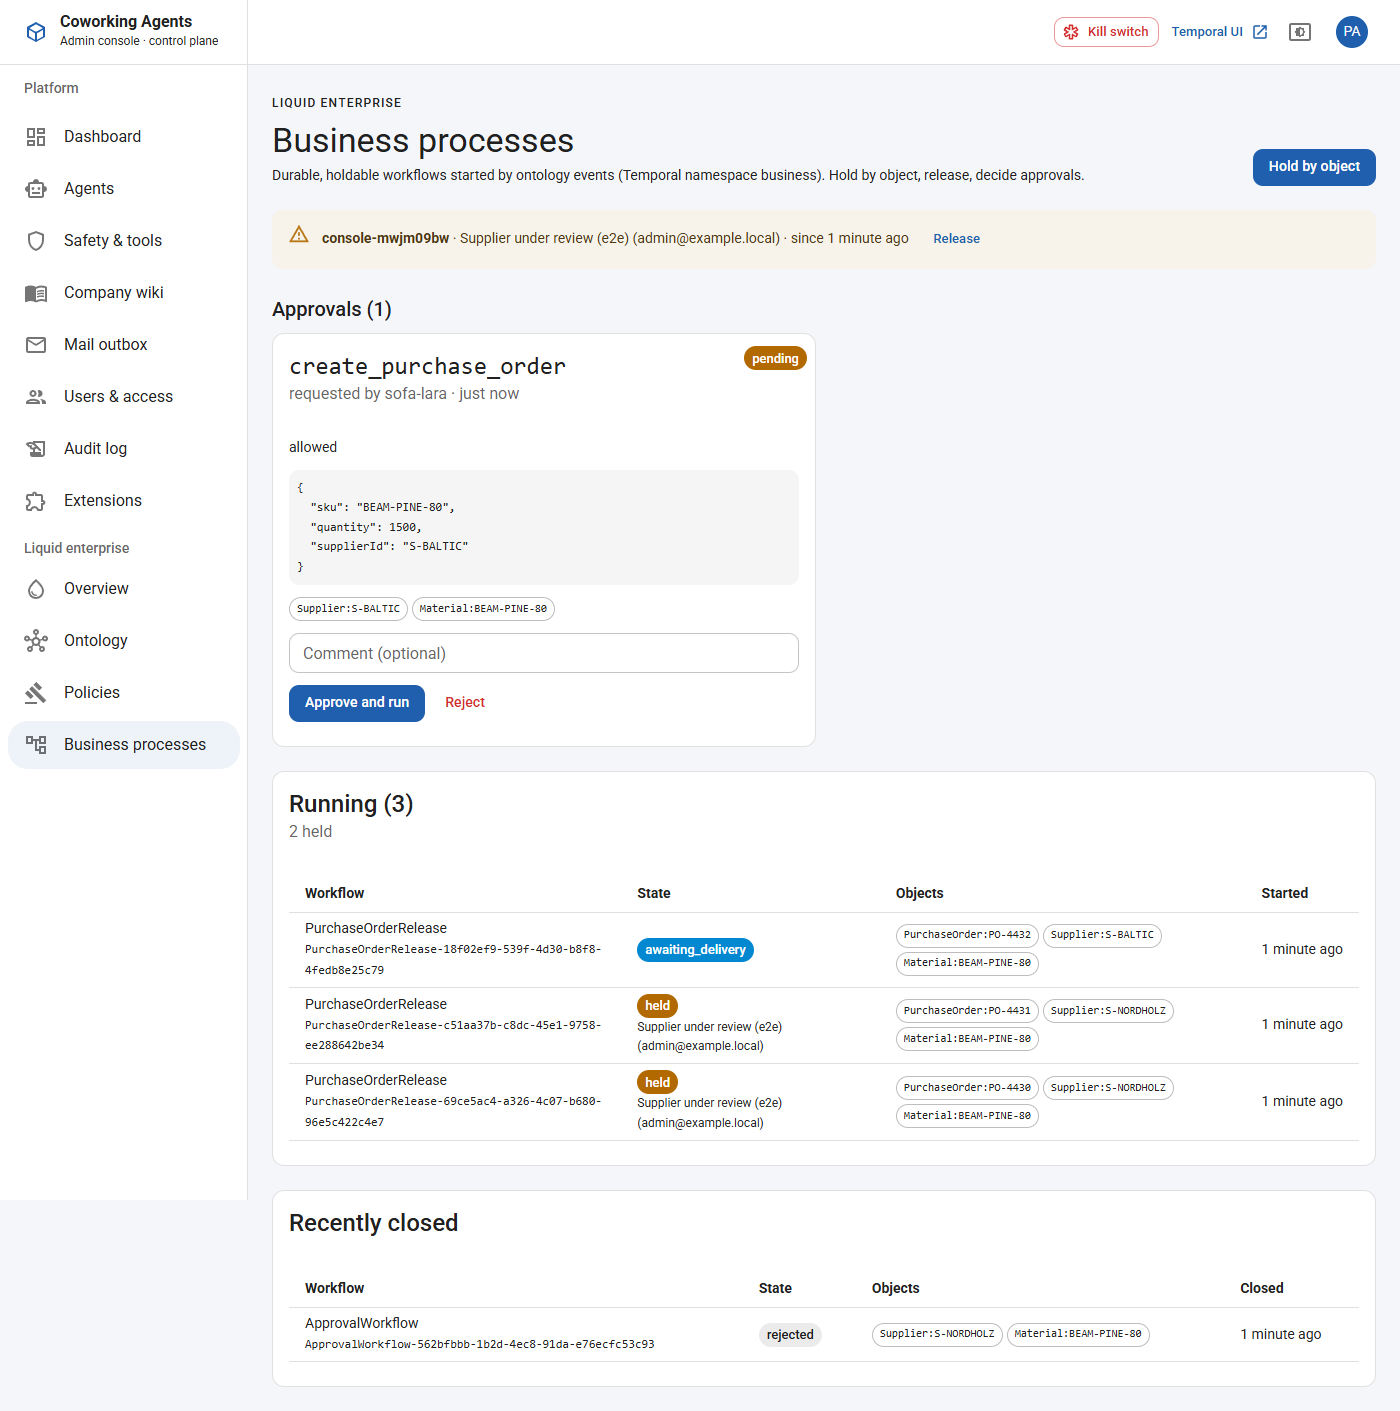 Coworking Agents
Admin console · control plane
Kill switch
Temporal UI
PA
Platform
Dashboard
Agents
Safety & tools
Company wiki
Mail outbox
Users & access
Audit log
Extensions
Liquid enterprise
Overview
Ontology
Policies
Business processes
LIQUID ENTERPRISE
Business processes
Durable, holdable workflows started by ontology events (Temporal namespace business). Hold by object, release, decide approvals.
Hold by object
console-mwjm09bw · Supplier under review (e2e) (admin@example.local) · since 1 minute ago Release
Approvals (1)
create_purchase_order
pending
requested by sofa-lara · just now
allowed
{
"sku": "BEAM-PINE-80",
"quantity": 1500,
"supplierId": "S-BALTIC"
}
Supplier:S-BALTIC Material:BEAM-PINE-80
Comment (optional)
Approve and run Reject
Running (3)
2 held
Workflow State Objects Started
PurchaseOrderRelease
PurchaseOrderRelease-18f02ef9-539f-4d30-b8f8-
4fedb8e25c79
awaiting_delivery
PurchaseOrder:PO-4432 Supplier:S-BALTIC
Material:BEAM-PINE-80
1 minute ago
PurchaseOrderRelease
PurchaseOrderRelease-c51aa37b-c8dc-45e1-9758-
ee288642be34
held
Supplier under review (e2e)
(admin@example.local)
PurchaseOrder:PO-4431 Supplier:S-NORDHOLZ
Material:BEAM-PINE-80
1 minute ago
PurchaseOrderRelease
PurchaseOrderRelease-69ce5ac4-a326-4c07-b680-
96e5c422c4e7
held
Supplier under review (e2e)
(admin@example.local)
PurchaseOrder:PO-4430 Supplier:S-NORDHOLZ
Material:BEAM-PINE-80
1 minute ago
Recently closed
Workflow State Objects Closed
ApprovalWorkflow
ApprovalWorkflow-562bfbbb-1b2d-4ec8-91da-e76ecfc53c93
rejected
Supplier:S-NORDHOLZ Material:BEAM-PINE-80
1 minute ago